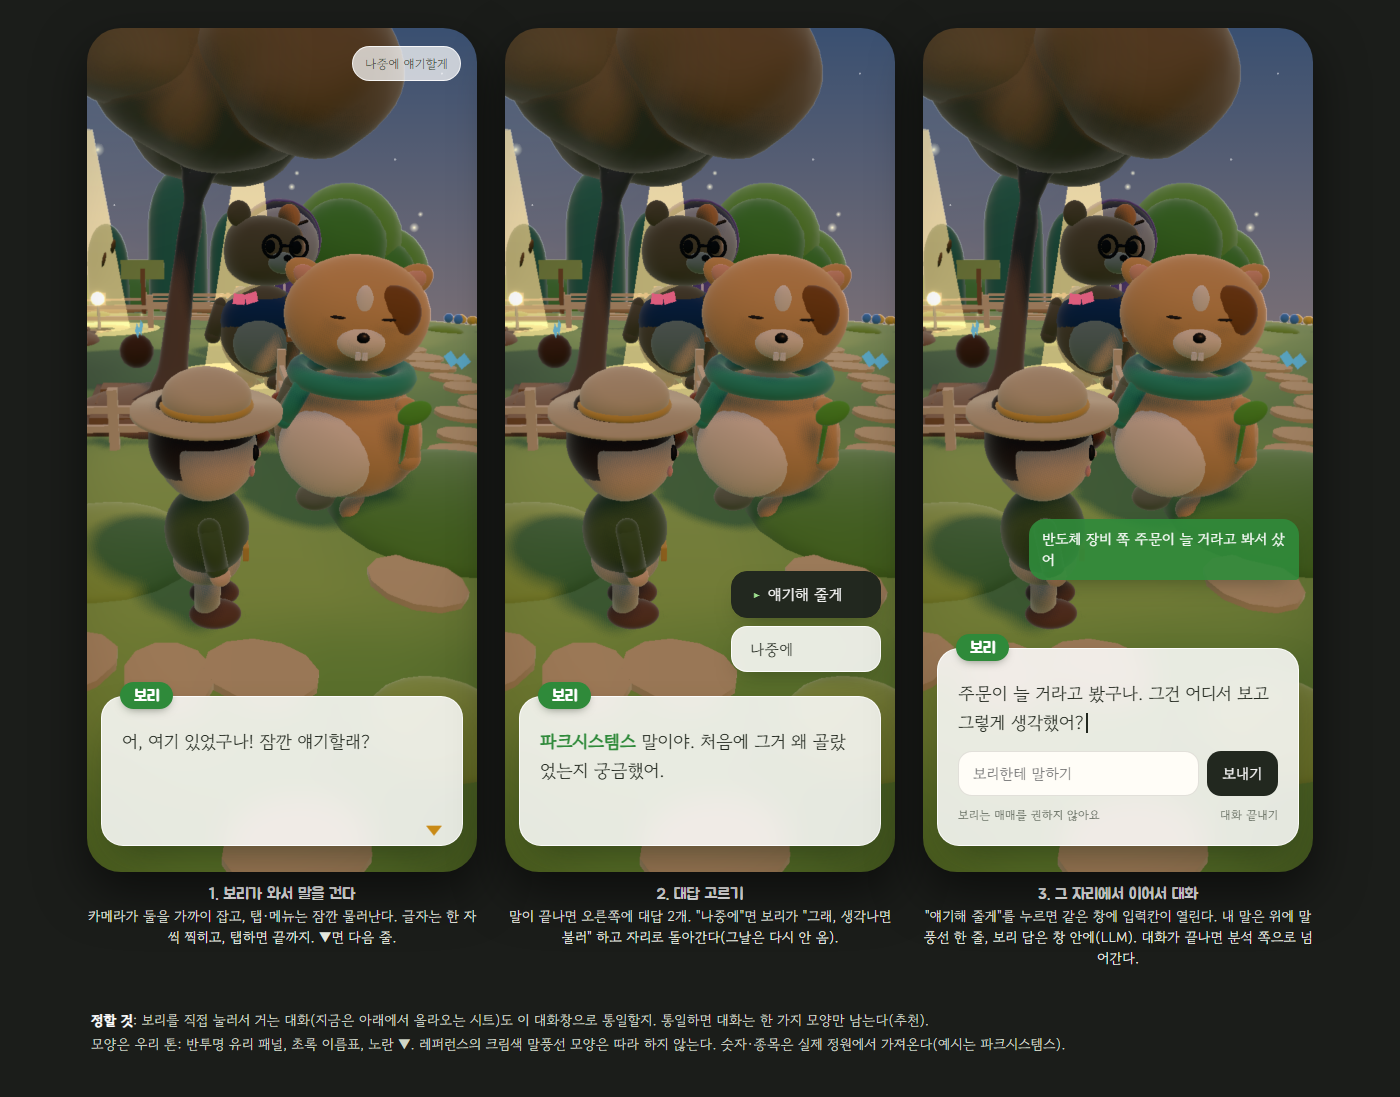 나중에 얘기할게
보리
어, 여기 있었구나! 잠깐 얘기할래?
▼
1. 보리가 와서 말을 건다
카메라가 둘을 가까이 잡고, 탭·메뉴는 잠깐 물러난다. 글자는 한 자
씩 찍히고, 탭하면 끝까지. ▼면 다음 줄.
▸ 얘기해 줄게
나중에
보리
파크시스템스 말이야. 처음에 그거 왜 골랐
었는지 궁금했어.
2. 대답 고르기
말이 끝나면 오른쪽에 대답 2개. "나중에"면 보리가 "그래, 생각나면
불러" 하고 자리로 돌아간다(그날은 다시 안 옴).
반도체 장비 쪽 주문이 늘 거라고 봐서 샀
어
보리
주문이 늘 거라고 봤구나. 그건 어디서 보고
그렇게 생각했어?
보리한테 말하기
보내기
보리는 매매를 권하지 않아요
대화 끝내기
3. 그 자리에서 이어서 대화
"얘기해 줄게"를 누르면 같은 창에 입력칸이 열린다. 내 말은 위에 말
풍선 한 줄, 보리 답은 창 안에(LLM). 대화가 끝나면 분석 쪽으로 넘
어간다.
정할 것: 보리를 직접 눌러서 거는 대화(지금은 아래에서 올라오는 시트)도 이 대화창으로 통일할지. 통일하면 대화는 한 가지 모양만 남는다(추천).
모양은 우리 톤: 반투명 유리 패널, 초록 이름표, 노란 ▼. 레퍼런스의 크림색 말풍선 모양은 따라 하지 않는다. 숫자·종목은 실제 정원에서 가져온다(예시는 파크시스템스).